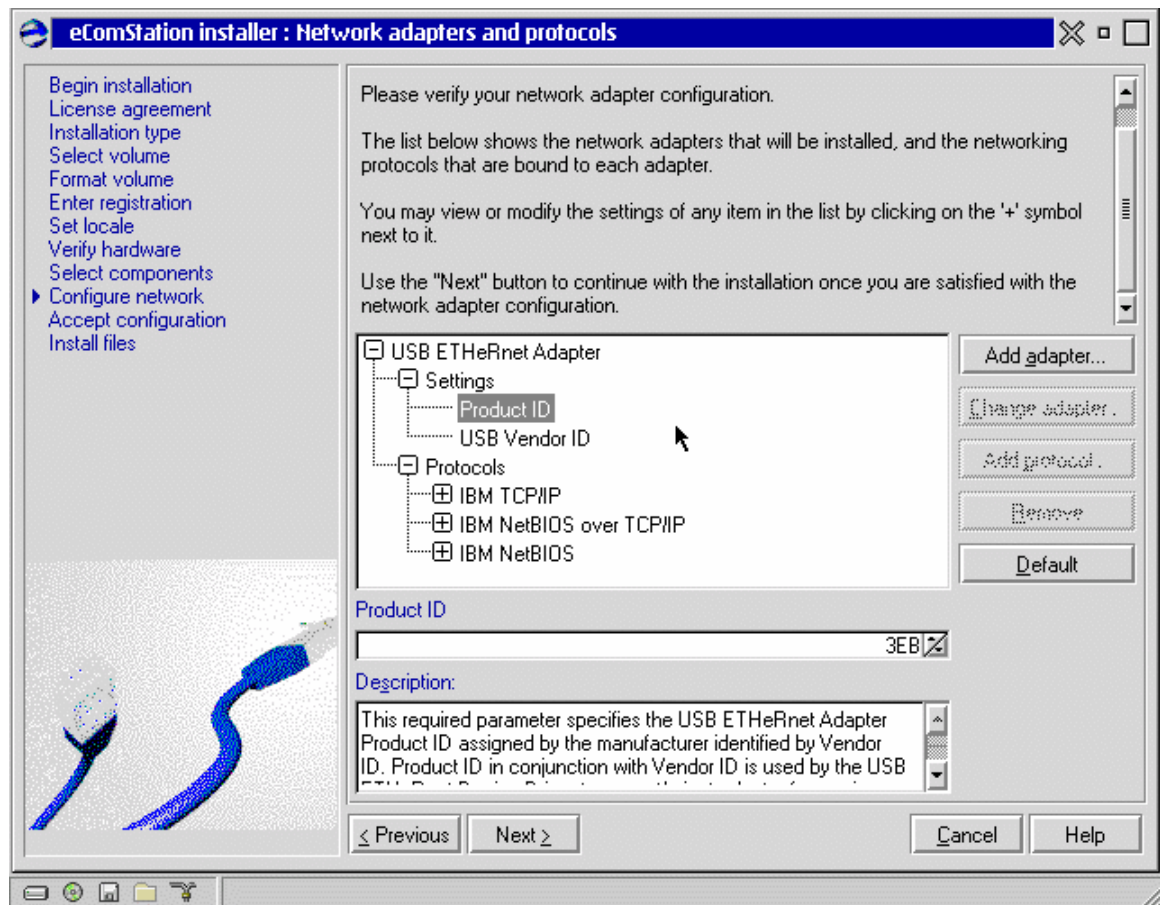 eComStation installer : Network adapters and protocols
Begin installation
License agreement
Installation type
Select volume
Format volume
Enter registration
Set locale
Verify hardware
Select components
Configure network
Accept configuration
Install files
Please verify your network adapter configuration.
The list below shows the network adapters that will be installed, and the networking
protocols that are bound to each adapter.
You may view or modify the settings of any item in the list by clicking on the '+' symbol
next to it.
Use the "Next" button to continue with the installation once you are satisfied with the
network adapter configuration.
USB ETHeRnet Adapter
Settings
Product ID
USB Vendor ID
Protocols
IBM TCP/IP
IBM NetBIOS over TCP/IP
IBM NetBIOS
Add adapter...
Change adapter .
Add protocol .
Remove
Default
Product ID
3EB
Description:
This required parameter specifies the USB ETHeRnet Adapter
Product ID assigned by the manufacturer identified by Vendor
ID. Product ID in conjunction with Vendor ID is used by the USB
< Previous
Next >
Cancel
Help